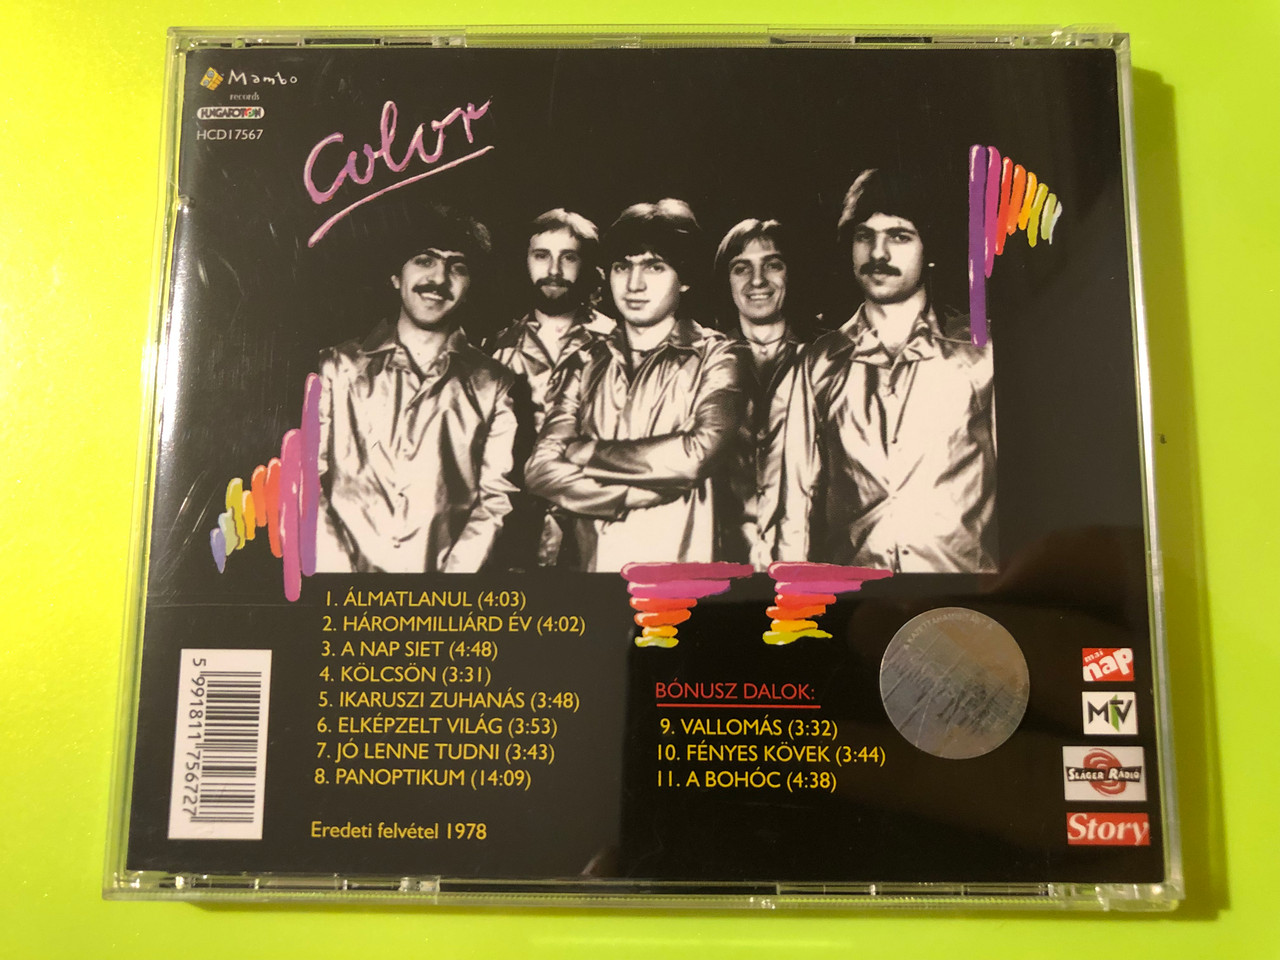 Mambo
records
HUNGAROTON
HCD17567
Color
1. ÁLMATLANUL (4:03)
2. HÁROMMILLIÁRD ÉV (4:02)
3. A NAP SIET (4:48)
4. KÖLCSÖN (3:31)
5. IKARUSZI ZUHANÁS (3:48)
6. ELKÉPZELT VILÁG (3:53)
7. JÓ LENNE TUDNI (3:43)
8. PANOPTIKUM (14:09)
Eredeti felvétel 1978
BÓNUSZ DALOK:
9. VALLOMÁS (3:32)
10. FÉNYES KÖVEK (3:44)
11. A BOHÓC (4:38)
5 991811 756727
mai
nap
MTV
SLÁGER RÁDIÓ
Story